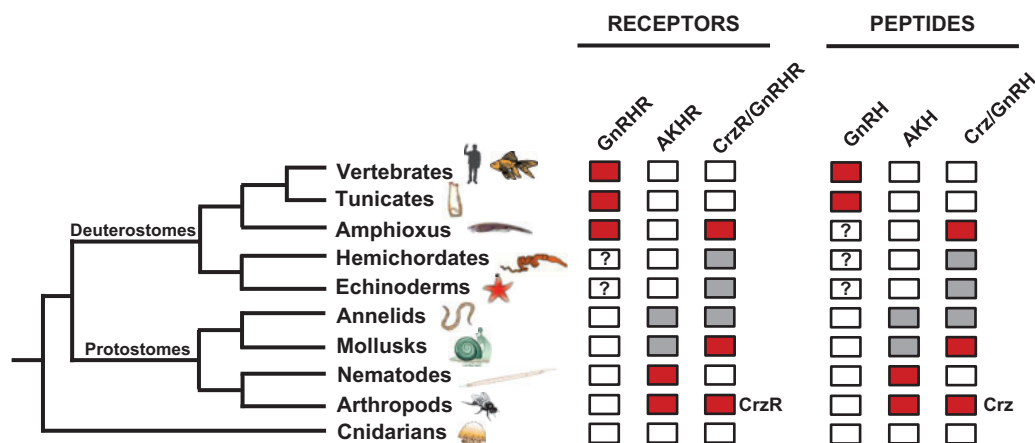 RECEPTORS PEPTIDES
GnRHR AKHR CrzR/GnRHR GnRH AKH Crz/GnRH
Vertebrates
Tunicates
Deuterostomes
Amphioxus ?
Hemichordates ? ?
Echinoderms ? ?
Annelids
Protostomes
Mollusks
Nematodes
Arthropods CrzR Crz
Cnidarians